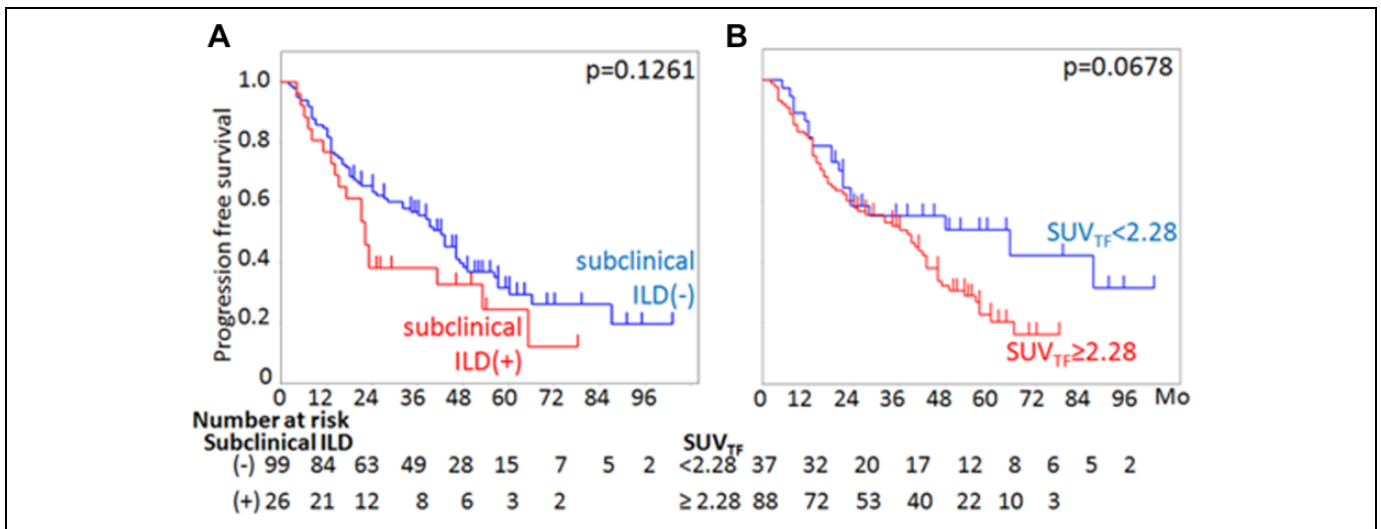 A
p=0.1261
1.0
0.8
0.6
0.4
0.2
0
Progression free survival
subclinical
ILD(-)
subclinical
ILD(+)
0 12 24 36 48 60 72 84 96
B
p=0.0678
SUVTF<2.28
SUVTF≥2.28
0 12 24 36 48 60 72 84 96 Mo
Number at risk
Subclinical ILD
(-) 99 84 63 49 28 15 7 5 2
(+) 26 21 12 8 6 3 2
SUVTF
<2.28 37 32 20 17 12 8 6 5 2
≥2.28 88 72 53 40 22 10 3